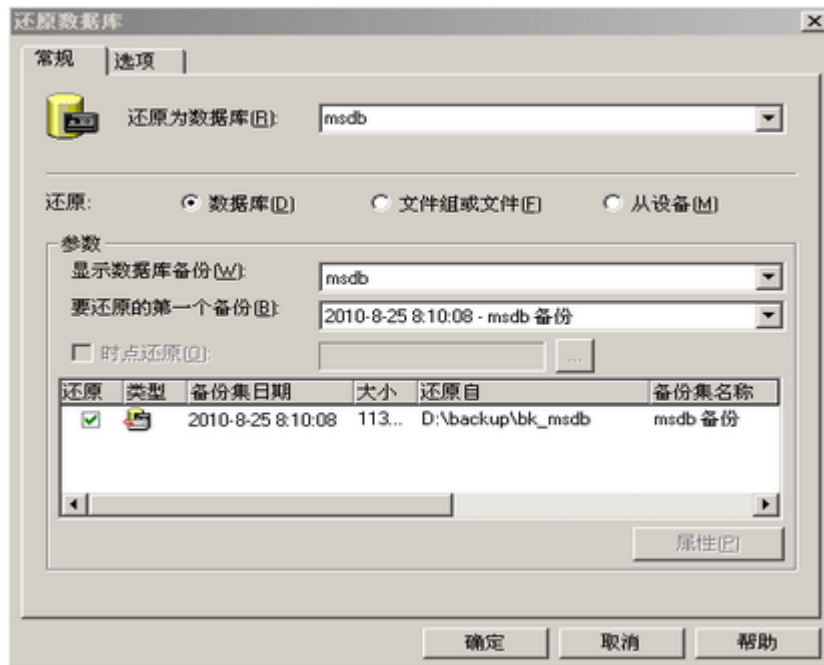 还原数据库
常规 选项
还原为数据库(R): msdb
还原: 数据库(D) 文件组或文件(F) 从设备(M)
参数
显示数据库备份(W): msdb
要还原的第一个备份(B): 2010-8-25 8:10:08 - msdb 备份
时点还原(O): ...
还原 类型 备份集日期 大小 还原自 备份集名称
2010-8-25 8:10:08 113... D:\backup\bk_msdb msdb 备份
属性(P)
确定 取消 帮助